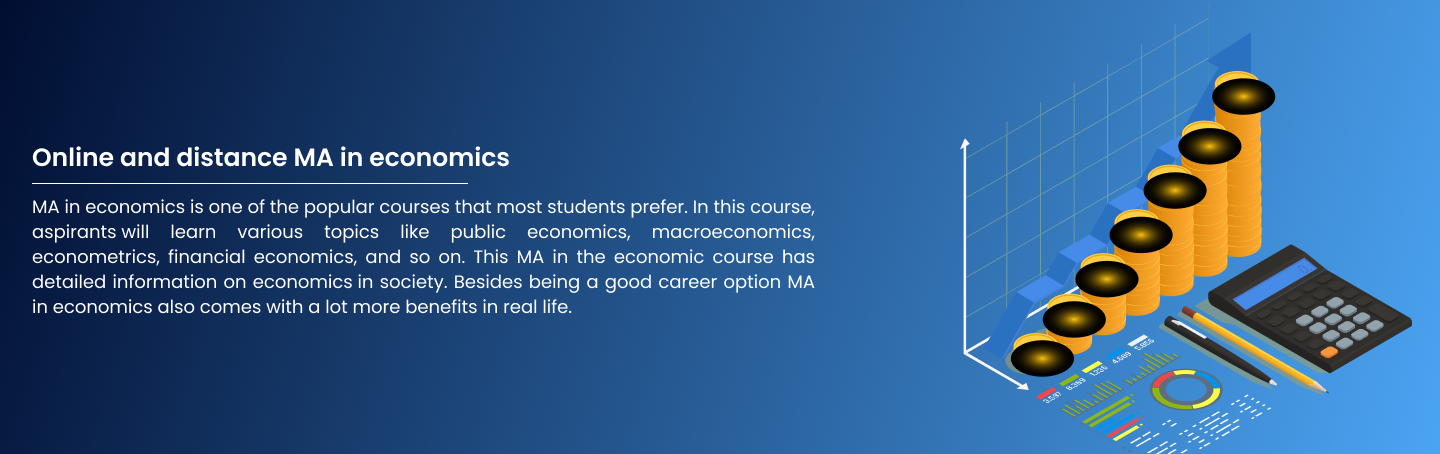 Online and distance MA in economics
MA in economics is one of the popular courses that most students prefer. In this course,
aspirants will learn various topics like public economics, macroeconomics,
econometrics, financial economics, and so on. This MA in the economic course has
detailed information on economics in society. Besides being a good career option MA
in economics also comes with a lot more benefits in real life.